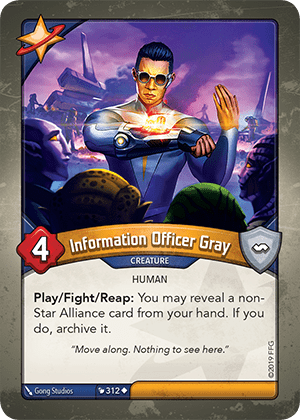 Information Officer Gray
4
CREATURE
HUMAN
Play/Fight/Reap: You may reveal a non-
Star Alliance card from your hand. If you
do, archive it.
"Move along. Nothing to see here."
©2019 FFG
Gong Studios
312